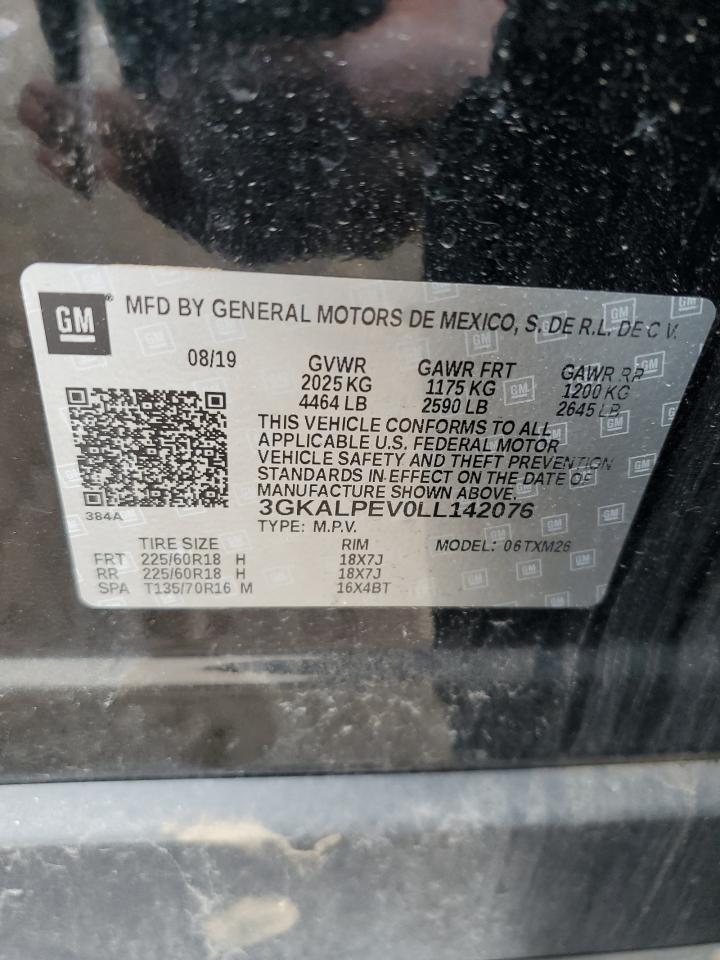 GM
MFD BY GENERAL MOTORS DE MEXICO, S. DE R.L. DE C.V.
08/19 GVWR GAWR FRT GAWR RR
2025 KG 1175 KG 1200 KG
4464 LB 2590 LB 2645 LB
THIS VEHICLE CONFORMS TO ALL
APPLICABLE U.S. FEDERAL MOTOR
VEHICLE SAFETY AND THEFT PREVENTION
STANDARDS IN EFFECT ON THE DATE OF
MANUFACTURE SHOWN ABOVE.
384A
3GKALPEV0LL142076
TYPE: M.P.V.
TIRE SIZE RIM MODEL: 06TXM26
FRT 225/60R18 H 18X7J
RR 225/60R18 H 18X7J
SPA T135/70R16 M 16X4BT